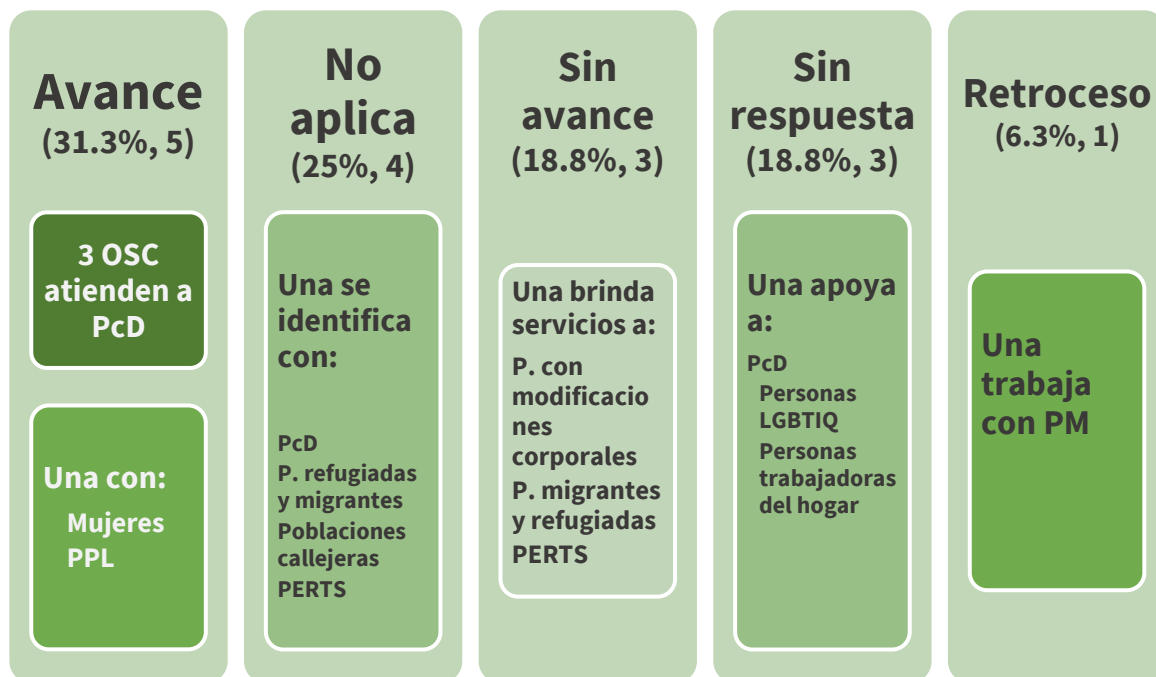 Avance
(31.3%, 5)
3 OSC
atienden a
PcD
Una con:
Mujeres
PPL
No
aplica
(25%, 4)
Una se
identifica
con:
PcD
P. refugiadas
y migrantes
Poblaciones
callejeras
PERTS
Sin
avance
(18.8%, 3)
Una brinda
servicios a:
P. con
modificacio
nes
corporales
P. migrantes
y refugiadas
PERTS
Sin
respuesta
(18.8%, 3)
Una apoya
a:
PcD
Personas
LGBTIQ
Personas
trabajadoras
del hogar
Retroceso
(6.3%, 1)
Una
trabaja
con PM